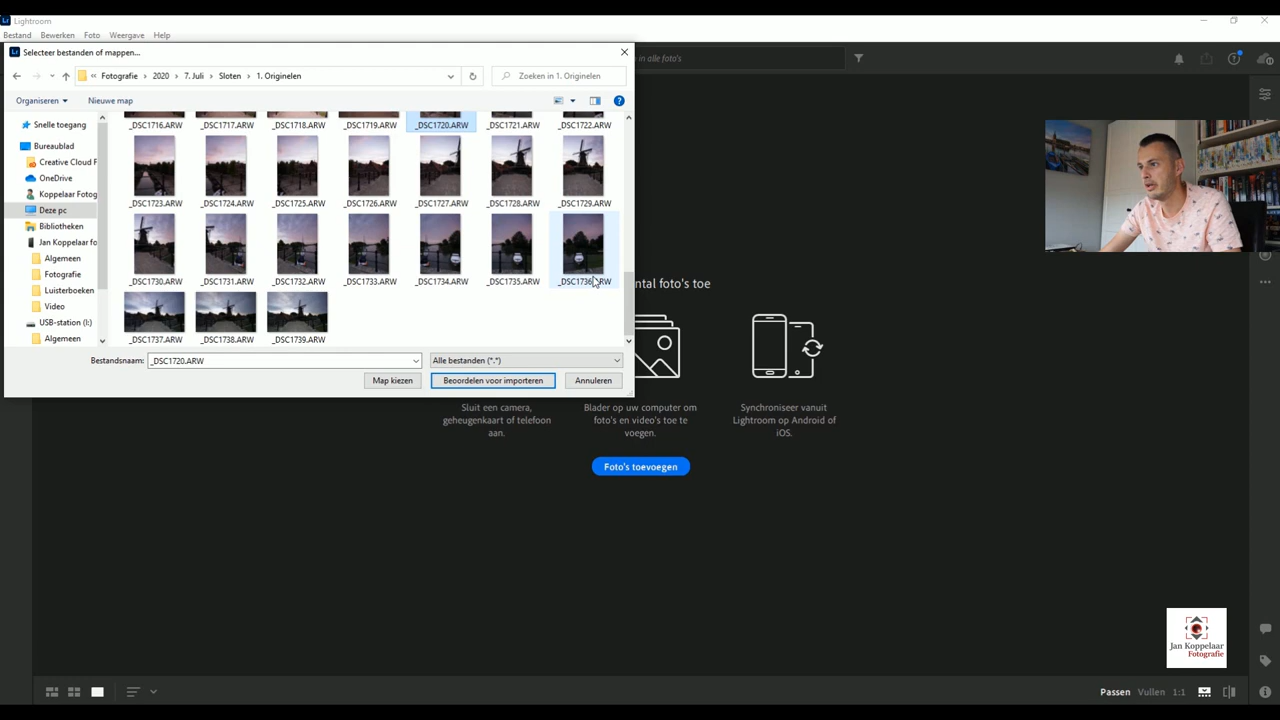 Lightroom
Bestand Bewerken Foto Weergave Help
Selecteer bestanden of mappen...
« Fotografie 2020 7. Juli Sloten 1. Originelen
Zoeken in 1. Originelen
in alle foto's
Organiseren Nieuwe map
Snelle toegang
Bureaublad
Creative Cloud F
OneDrive
Koppelaar Fotog
Deze pc
Bibliotheken
Jan Koppelaar fo
Algemeen
Fotografie
Luisterboeken
Video
USB-station (I:)
Algemeen
_DSC1716.ARW _DSC1717.ARW _DSC1718.ARW _DSC1719.ARW _DSC1720.ARW _DSC1721.ARW _DSC1722.ARW
_DSC1723.ARW _DSC1724.ARW _DSC1725.ARW _DSC1726.ARW _DSC1727.ARW _DSC1728.ARW _DSC1729.ARW
_DSC1730.ARW _DSC1731.ARW _DSC1732.ARW _DSC1733.ARW _DSC1734.ARW _DSC1735.ARW _DSC1736.ARW
_DSC1737.ARW _DSC1738.ARW _DSC1739.ARW
Bestandsnaam: _DSC1720.ARW Alle bestanden (*.*)
Map kiezen Beoordelen voor importeren Annuleren
ental foto's toe
Sluit een camera,
geheugenkaart of telefoon
aan.
Blader op uw computer om
foto's en video's toe te
voegen.
Synchroniseer vanuit
Lightroom op Android of
iOS.
Foto's toevoegen
Jan Koppelaar
Fotografie
Passen Vullen 1:1